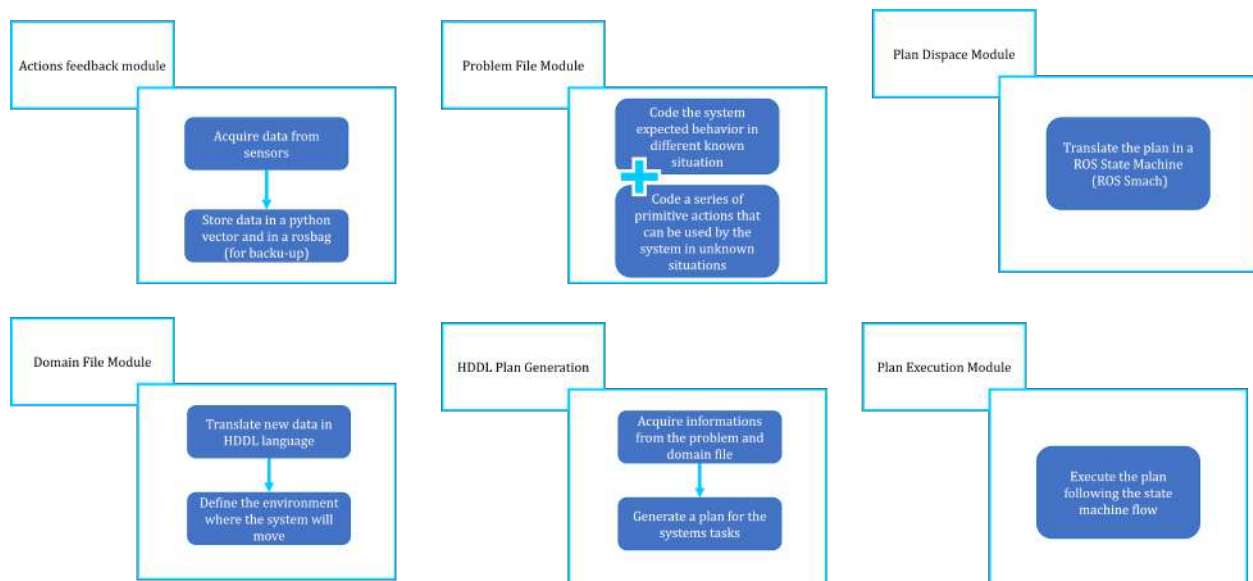 Actions feedback module
Acquire data from
sensors
Store data in a python
vector and in a rosbag
(for backu-up)
Problem File Module
Code the system
expected behavior in
different known
situation
Code a series of
primitive actions that
can be used by the
system in unknown
situations
Plan Dispace Module
Translate the plan in a
ROS State Machine
(ROS Smach)
Domain File Module
Translate new data in
HDDL language
Define the environment
where the system will
move
HDDL Plan Generation
Acquire informations
from the problem and
domain file
Generate a plan for the
systems tasks
Plan Execution Module
Execute the plan
following the state
machine flow